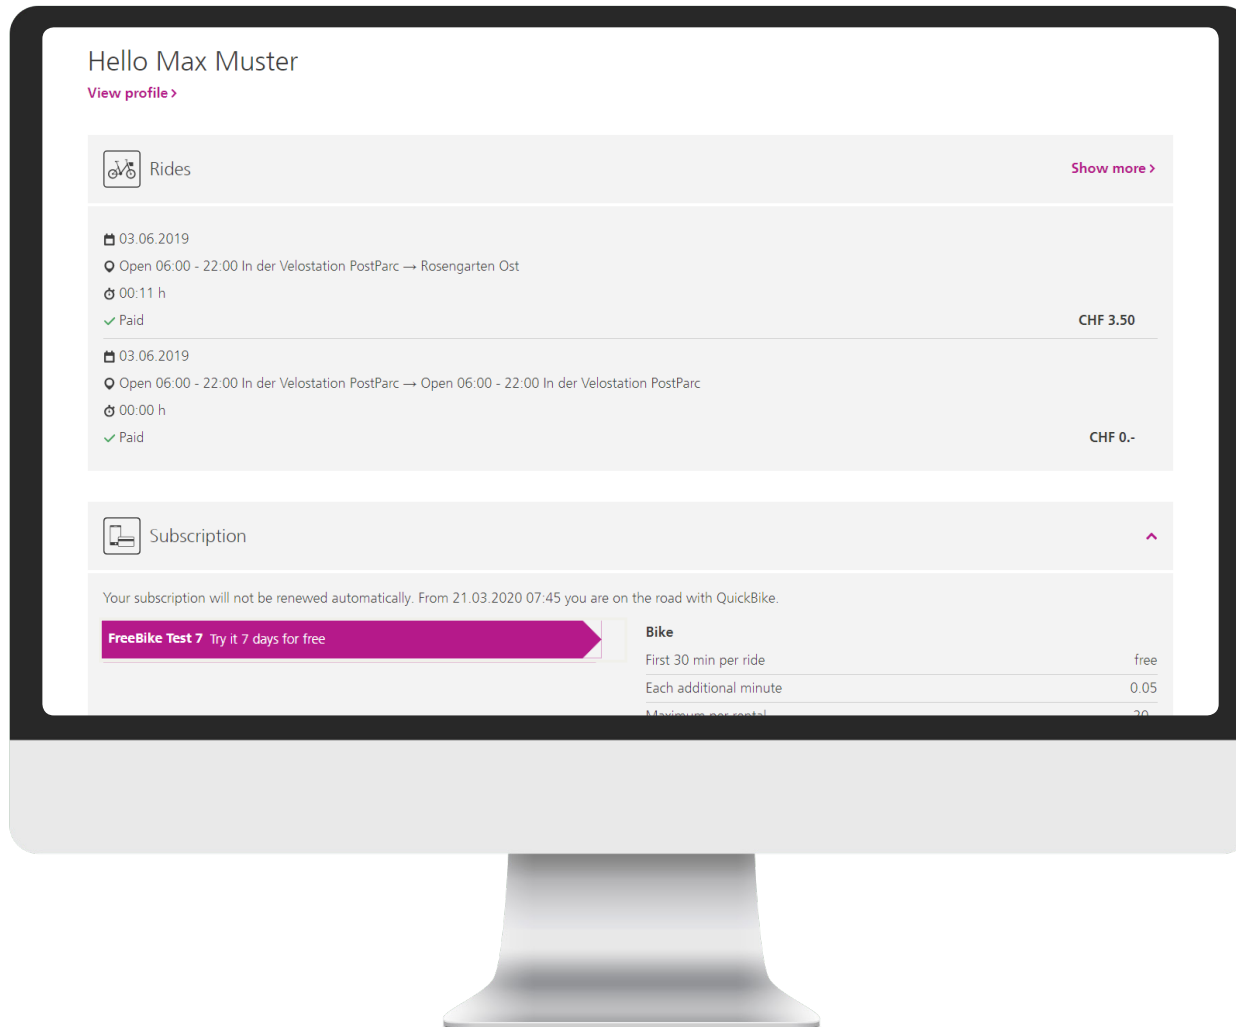 Hello Max Muster
View profile >
Rides
Show more >
03.06.2019
Open 06:00 - 22:00 In der Velostation PostParc → Rosengarten Ost
00:11 h
Paid
CHF 3.50
03.06.2019
Open 06:00 - 22:00 In der Velostation PostParc → Open 06:00 - 22:00 In der Velostation PostParc
00:00 h
Paid
CHF 0.-
Subscription
Your subscription will not be renewed automatically. From 21.03.2020 07:45 you are on the road with QuickBike.
FreeBike Test 7 Try it 7 days for free
Bike
First 30 min per ride free
Each additional minute 0.05
Maximum per rental